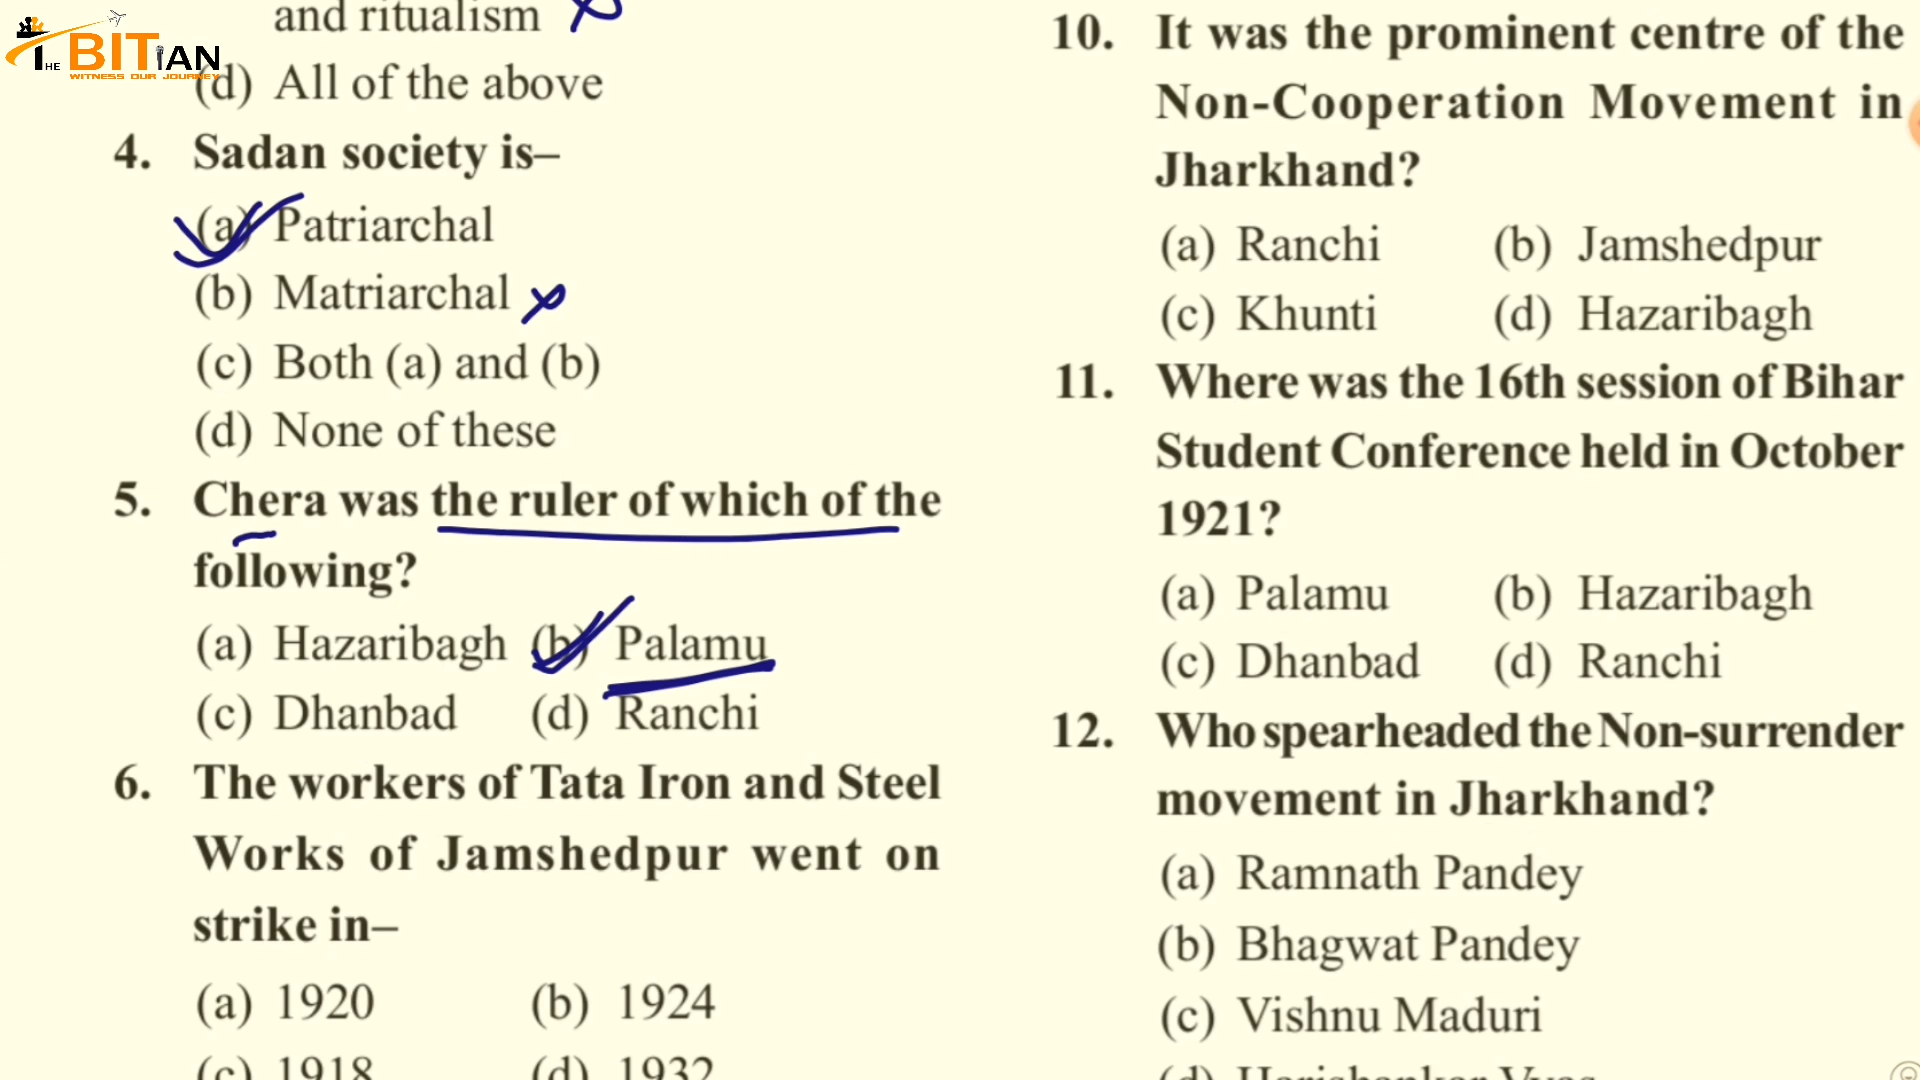 THE BITIAN
WITNESS OUR JOURNEY
and ritualism
(d) All of the above
4. Sadan society is–
(a) Patriarchal
(b) Matriarchal
(c) Both (a) and (b)
(d) None of these
5. Chera was the ruler of which of the
following?
(a) Hazaribagh (b) Palamu
(c) Dhanbad (d) Ranchi
6. The workers of Tata Iron and Steel
Works of Jamshedpur went on
strike in–
(a) 1920 (b) 1924
(c) 1918 (d) 1932
10. It was the prominent centre of the
Non-Cooperation Movement in
Jharkhand?
(a) Ranchi (b) Jamshedpur
(c) Khunti (d) Hazaribagh
11. Where was the 16th session of Bihar
Student Conference held in October
1921?
(a) Palamu (b) Hazaribagh
(c) Dhanbad (d) Ranchi
12. Who spearheaded the Non-surrender
movement in Jharkhand?
(a) Ramnath Pandey
(b) Bhagwat Pandey
(c) Vishnu Maduri
(d) Harishankar Vyas